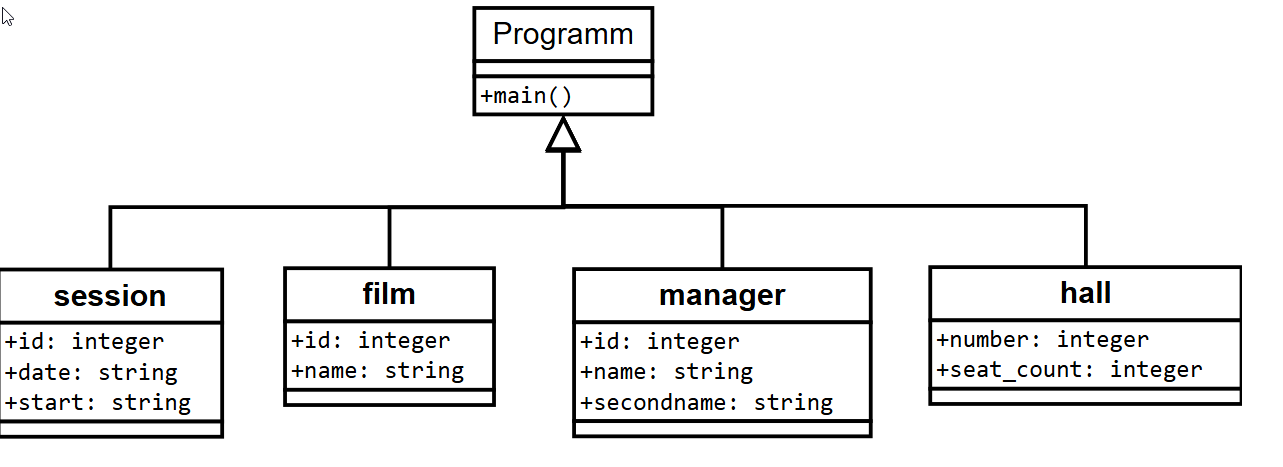 Programm
+main()
session
+id: integer
+date: string
+start: string
film
+id: integer
+name: string
manager
+id: integer
+name: string
+secondname: string
hall
+number: integer
+seat_count: integer